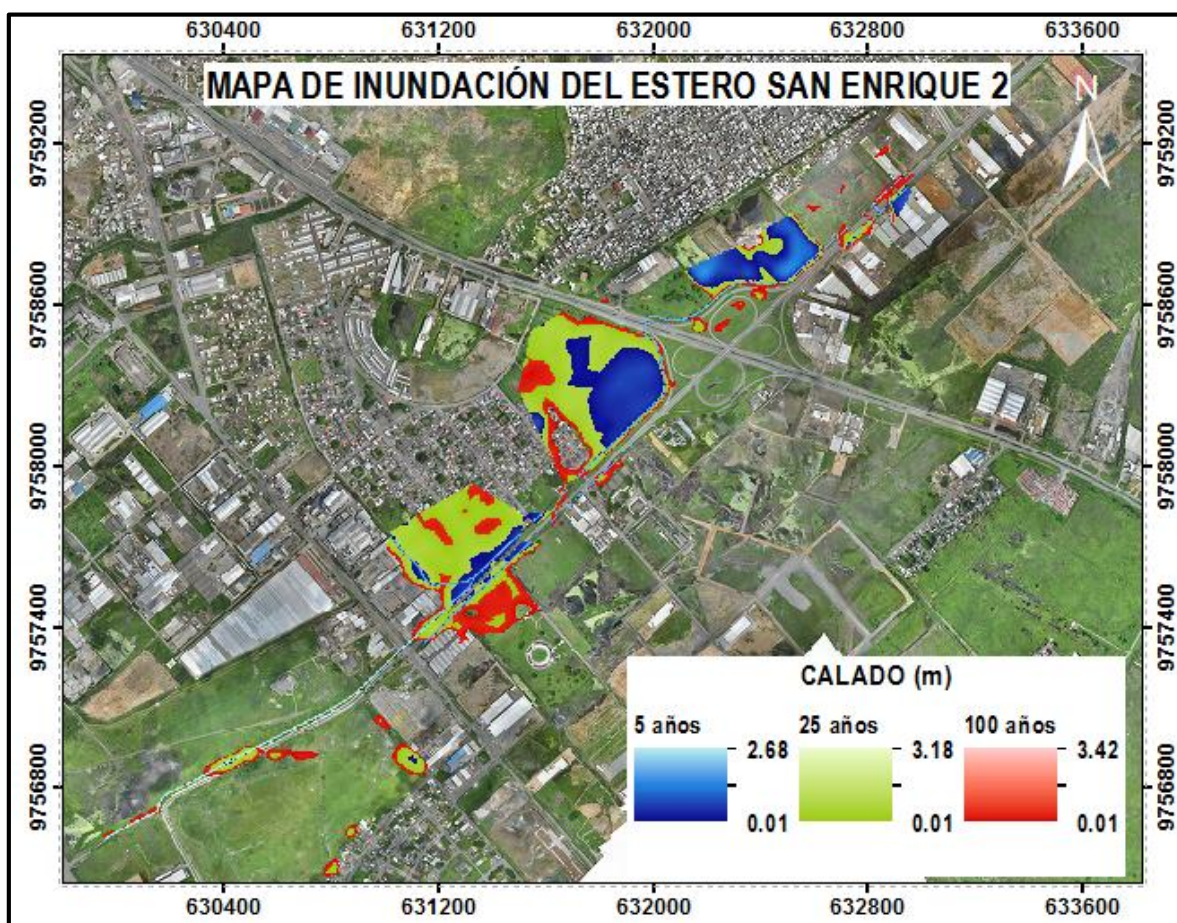 630400 631200 632000 632800 633600
MAPA DE INUNDACIÓN DEL ESTERO SAN ENRIQUE 2
N
9759200 9759200
9758600 9758600
9758000 9758000
9757400 9757400
9756800 9756800
CALADO (m)
5 años 25 años 100 años
2.68 3.18 3.42
0.01 0.01 0.01
630400 631200 632000 632800 633600